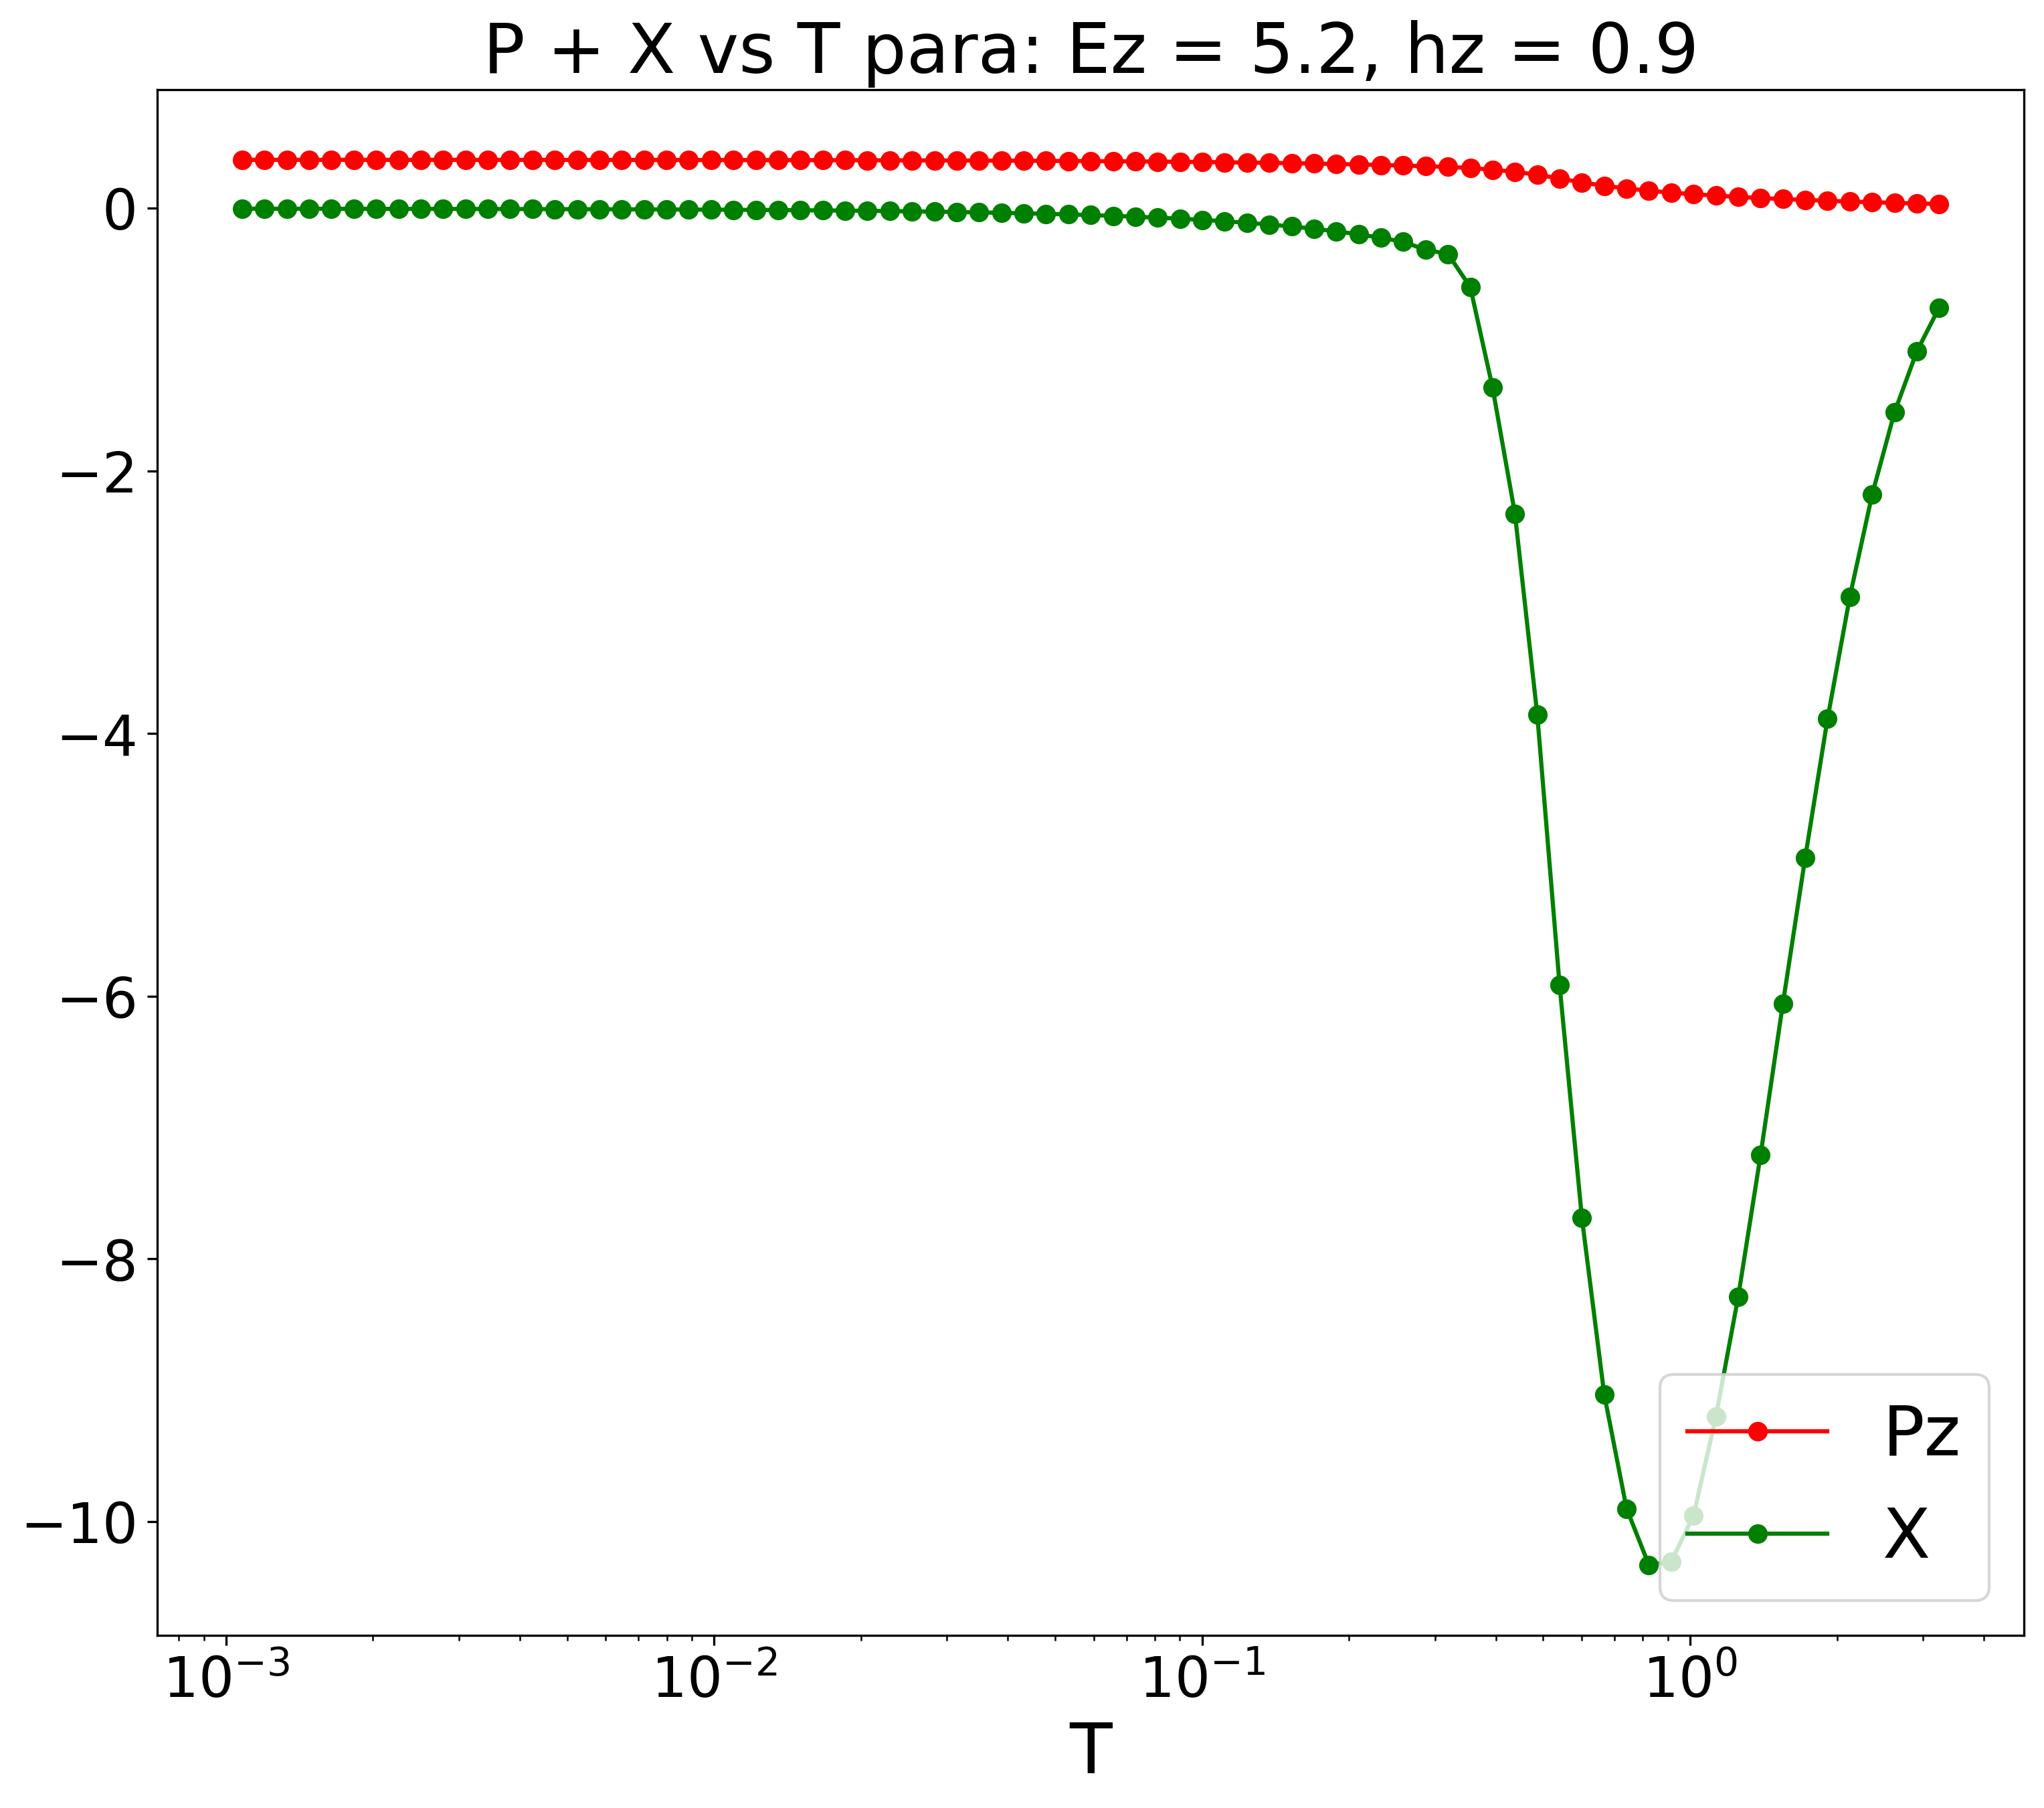 P + X vs T para: Ez = 5.2, hz = 0.9
0
−2
−4
−6
−8
−10
10⁻³ 10⁻² 10⁻¹ 10⁰
T
Pz
X